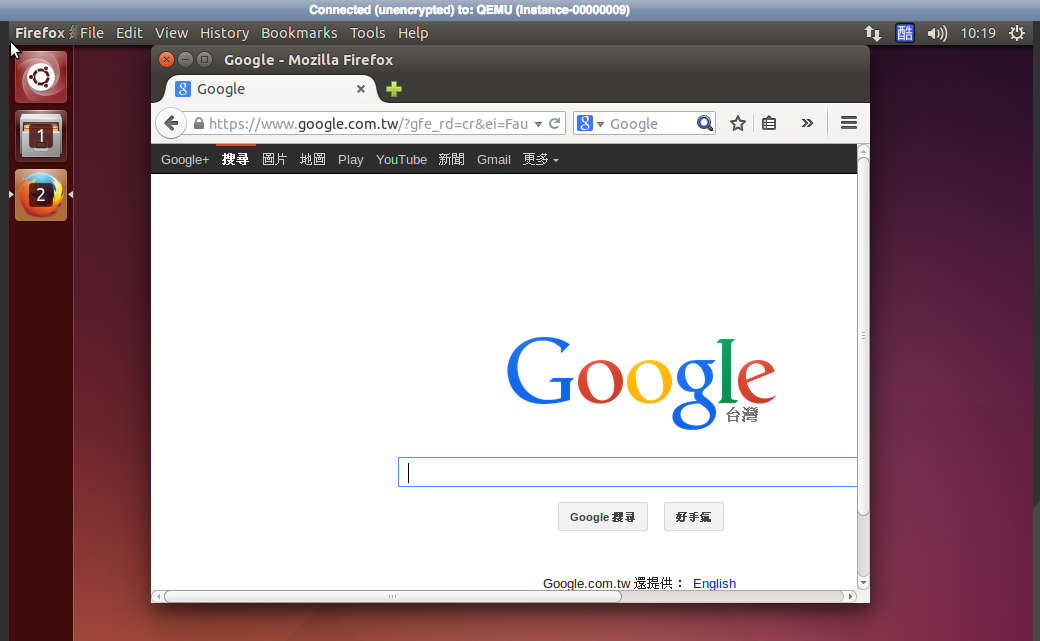 Connected (unencrypted) to: QEMU (Instance-00000009)
Firefox File Edit View History Bookmarks Tools Help 酷 10:19
Google - Mozilla Firefox
Google
https://www.google.com.tw/?gfe_rd=cr&ei=Fau Google
Google+ 搜尋 圖片 地圖 Play YouTube 新聞 Gmail 更多
1
2
Google
台灣
Google 搜尋 好手氣
Google.com.tw 還提供： English